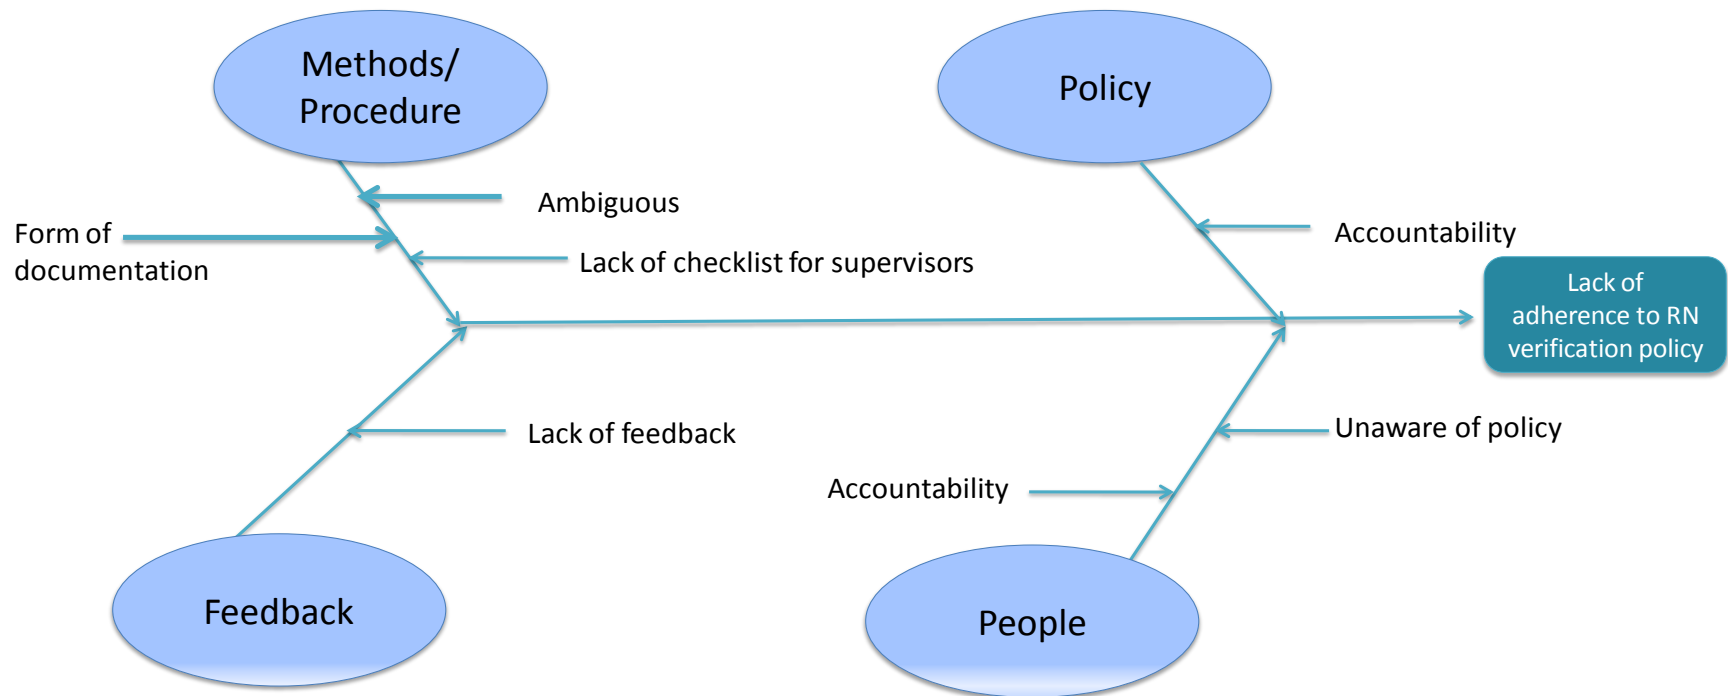 Methods/
Procedure
Policy
Ambiguous
Form of
documentation
Lack of checklist for supervisors
Accountability
Lack of
adherence to RN
verification policy
Lack of feedback
Unaware of policy
Accountability
Feedback
People